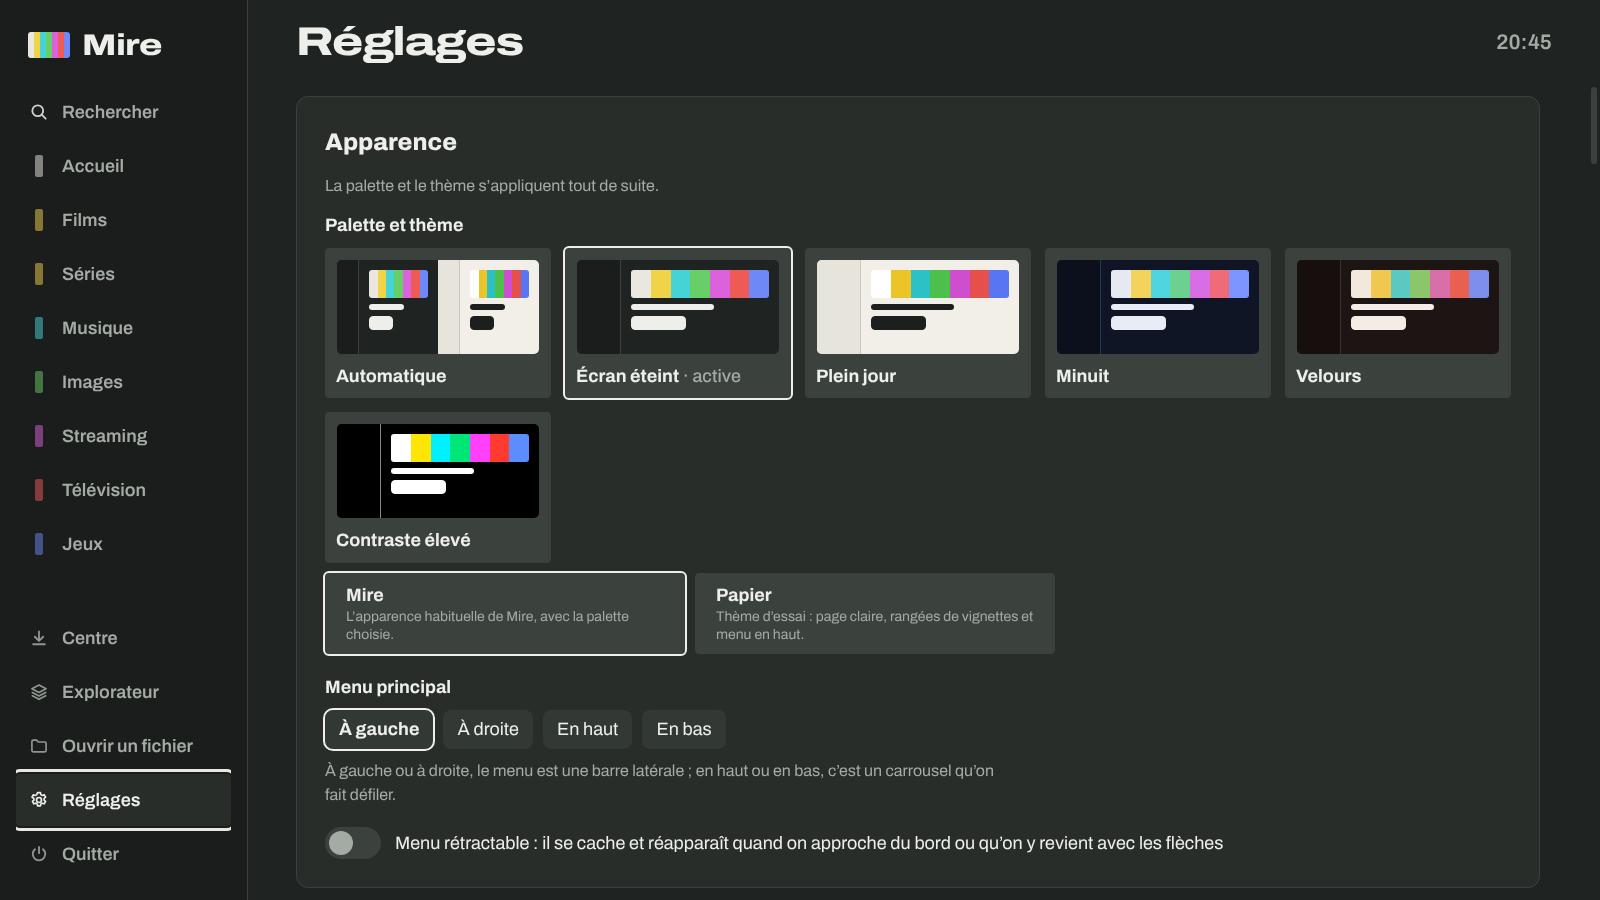 Mire
Rechercher
Accueil
Films
Séries
Musique
Images
Streaming
Télévision
Jeux
Centre
Explorateur
Ouvrir un fichier
Réglages
Quitter
Réglages
20:45
Apparence
La palette et le thème s’appliquent tout de suite.
Palette et thème
Automatique
Écran éteint · active
Plein jour
Minuit
Velours
Contraste élevé
Mire
L’apparence habituelle de Mire, avec la palette
choisie.
Papier
Thème d’essai : page claire, rangées de vignettes et
menu en haut.
Menu principal
À gauche
À droite
En haut
En bas
À gauche ou à droite, le menu est une barre latérale ; en haut ou en bas, c’est un carrousel qu’on
fait défiler.
Menu rétractable : il se cache et réapparaît quand on approche du bord ou qu’on y revient avec les flèches